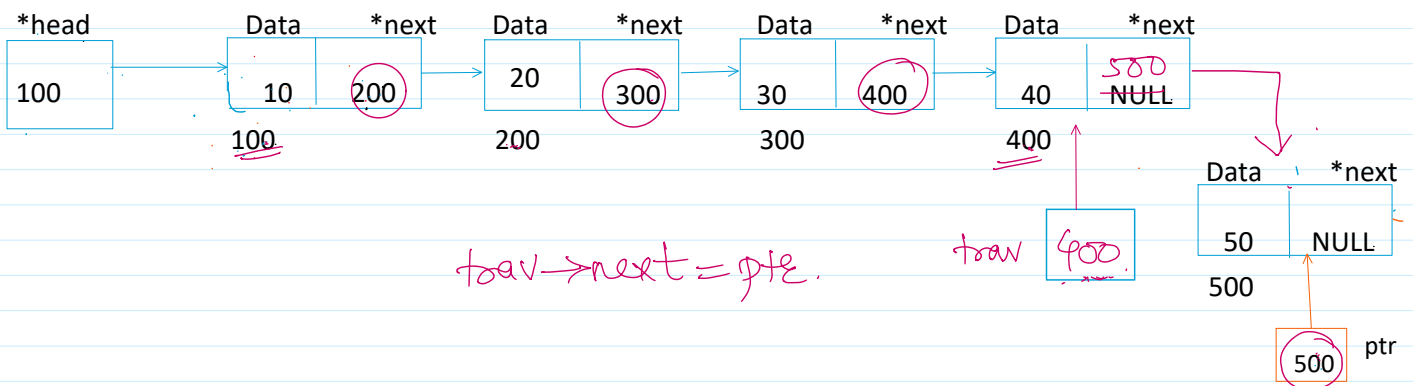 *head Data *next Data *next Data *next Data *next
100 10 200 20 300 30 400 40 500 NULL
100 200 300 400
Data *next
trav->next = ptr. trav 400 50 NULL
500
500 ptr